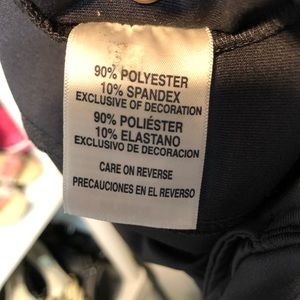 90% POLYESTER
10% SPANDEX
EXCLUSIVE OF DECORATION
90% POLIÉSTER
10% ELASTANO
EXCLUSIVO DE DECORACION
CARE ON REVERSE
PRECAUCIONES EN EL REVERSO